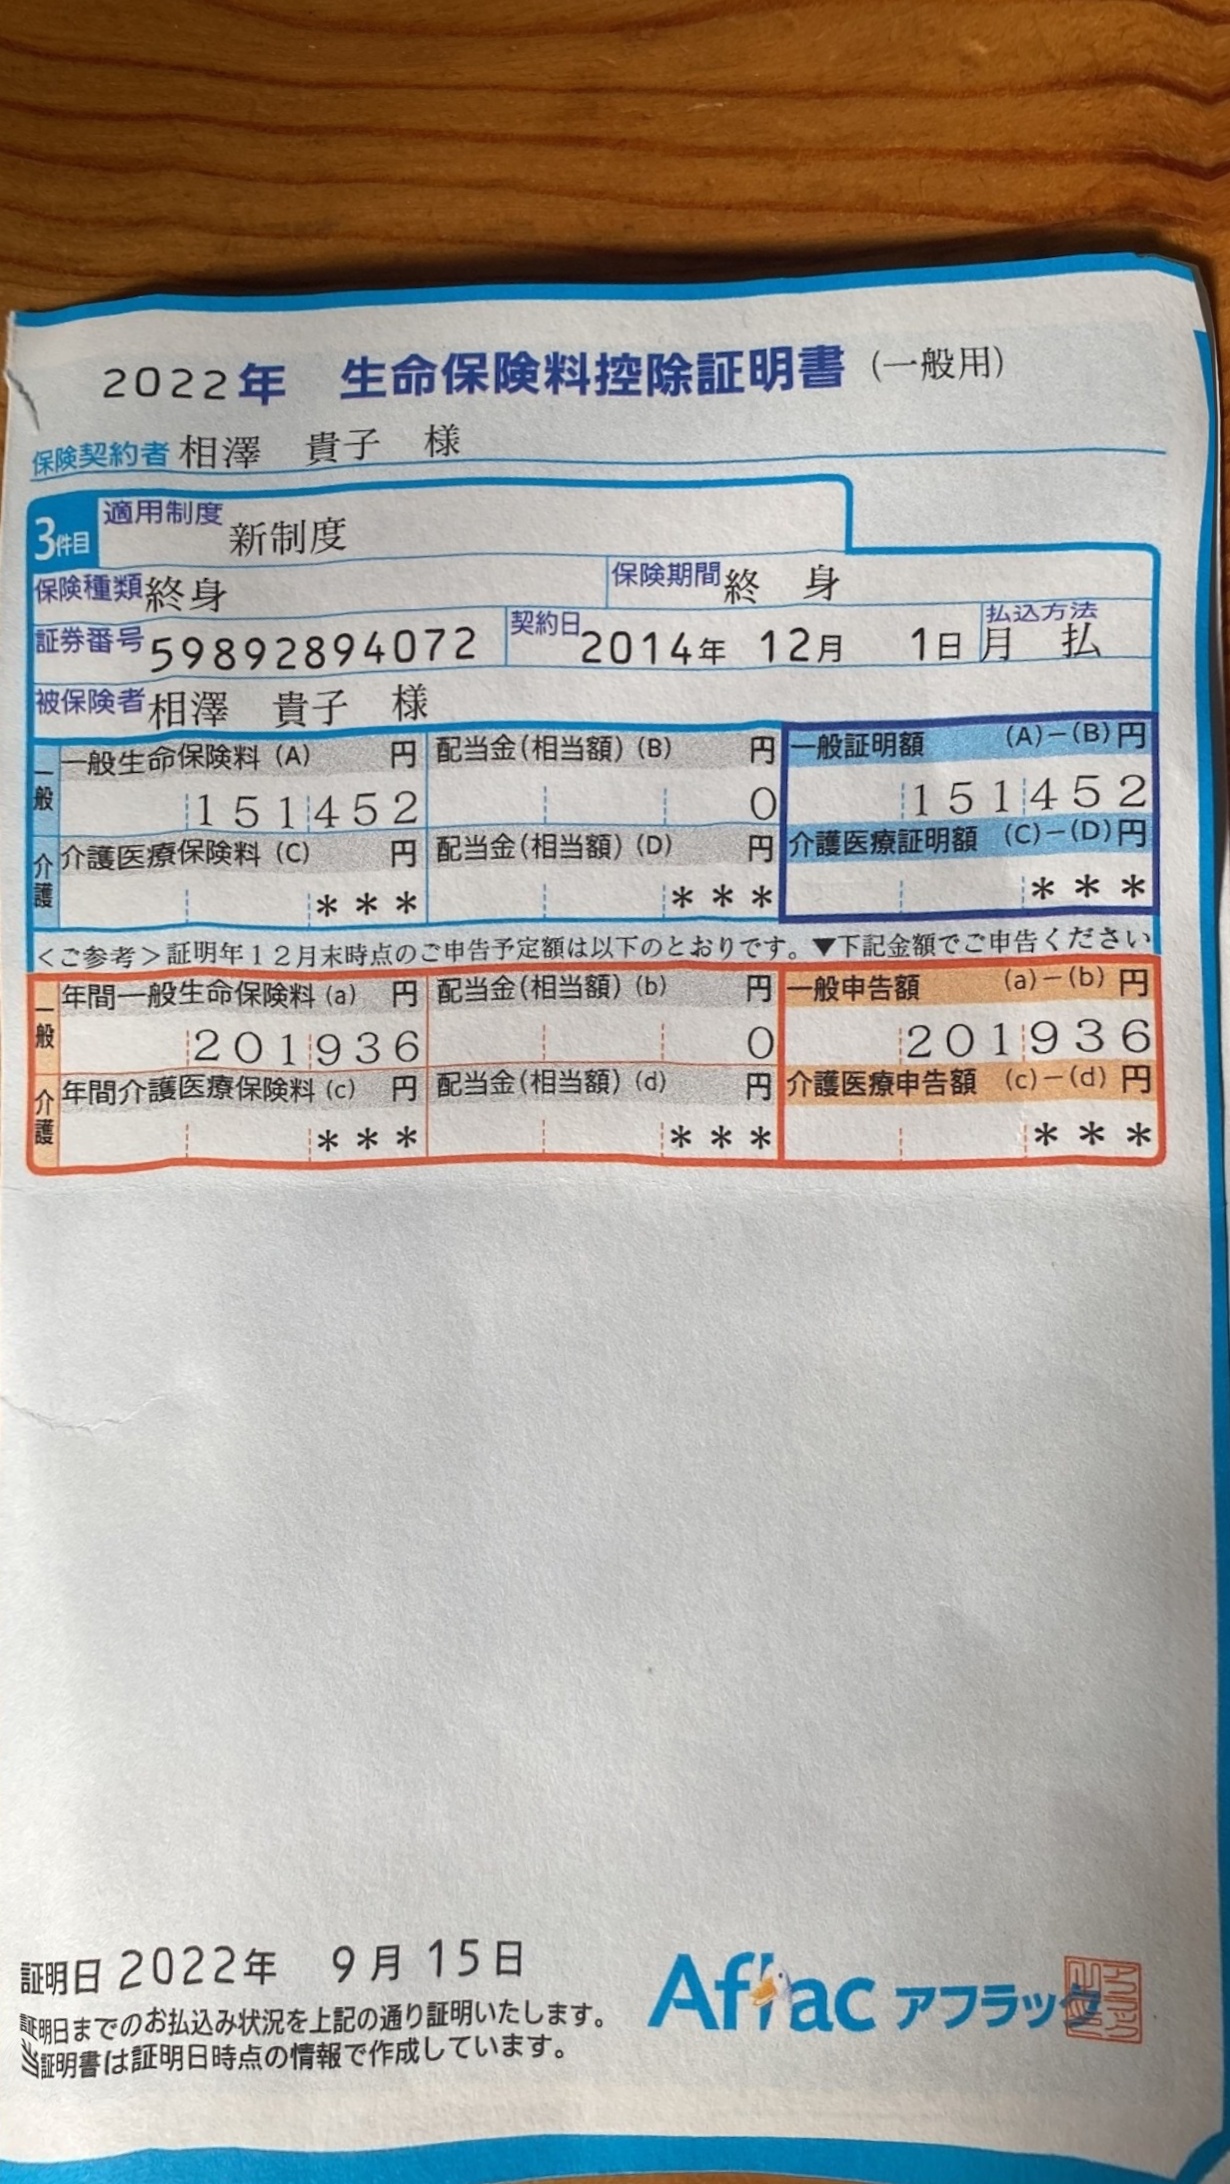 2022年 生命保険料控除証明書 (一般用)
保険契約者 相澤 貴子 様
3件目 適用制度 新制度
保険種類 終身 保険期間 終 身
証券番号 59892894072 契約日 2014年 12月 1日 払込方法 月 払
被保険者 相澤 貴子 様
一般 一般生命保険料(A) 円 配当金(相当額)(B) 円 一般証明額 (A)-(B)円
151452 0 151452
介護 介護医療保険料(C) 円 配当金(相当額)(D) 円 介護医療証明額 (C)-(D)円
*** *** ***
<ご参考>証明年12月末時点のご申告予定額は以下のとおりです。▼下記金額でご申告ください
一般 年間一般生命保険料(a) 円 配当金(相当額)(b) 円 一般申告額 (a)-(b)円
201936 0 201936
介護 年間介護医療保険料(c) 円 配当金(相当額)(d) 円 介護医療申告額 (c)-(d)円
*** *** ***
証明日 2022年 9月15日
証明日までのお払込み状況を上記の通り証明いたします。
当証明書は証明日時点の情報で作成しています。
Aflac アフラック